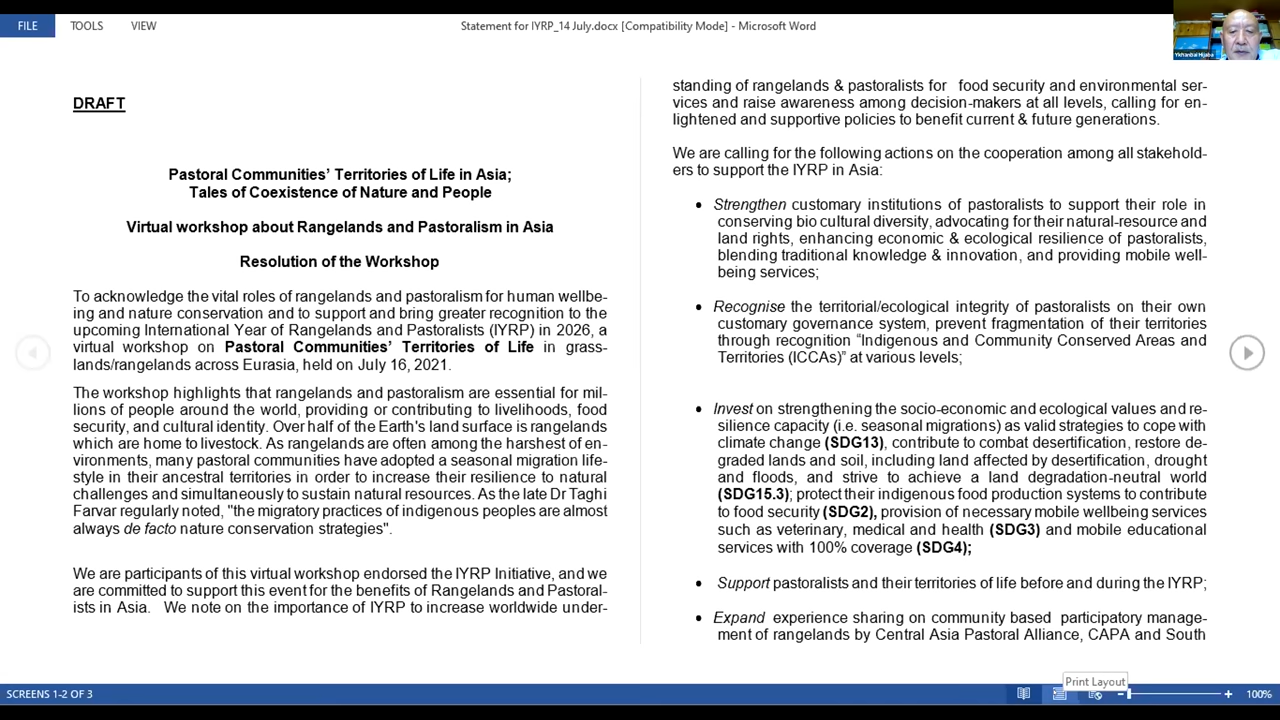 FILE TOOLS VIEW Statement for IYRP_14 July.docx [Compatibility Mode] - Microsoft Word
DRAFT
Pastoral Communities' Territories of Life in Asia;
Tales of Coexistence of Nature and People
Virtual workshop about Rangelands and Pastoralism in Asia
Resolution of the Workshop
To acknowledge the vital roles of rangelands and pastoralism for human wellbe-
ing and nature conservation and to support and bring greater recognition to the
upcoming International Year of Rangelands and Pastoralists (IYRP) in 2026, a
virtual workshop on Pastoral Communities' Territories of Life in grass-
lands/rangelands across Eurasia, held on July 16, 2021.
The workshop highlights that rangelands and pastoralism are essential for mil-
lions of people around the world, providing or contributing to livelihoods, food
security, and cultural identity. Over half of the Earth's land surface is rangelands
which are home to livestock. As rangelands are often among the harshest of en-
vironments, many pastoral communities have adopted a seasonal migration life-
style in their ancestral territories in order to increase their resilience to natural
challenges and simultaneously to sustain natural resources. As the late Dr Taghi
Farvar regularly noted, "the migratory practices of indigenous peoples are almost
always de facto nature conservation strategies".
We are participants of this virtual workshop endorsed the IYRP Initiative, and we
are committed to support this event for the benefits of Rangelands and Pastoral-
ists in Asia. We note on the importance of IYRP to increase worldwide under-
standing of rangelands & pastoralists for food security and environmental ser-
vices and raise awareness among decision-makers at all levels, calling for en-
lightened and supportive policies to benefit current & future generations.
We are calling for the following actions on the cooperation among all stakehold-
ers to support the IYRP in Asia:
• Strengthen customary institutions of pastoralists to support their role in
conserving bio cultural diversity, advocating for their natural-resource and
land rights, enhancing economic & ecological resilience of pastoralists,
blending traditional knowledge & innovation, and providing mobile well-
being services;
• Recognise the territorial/ecological integrity of pastoralists on their own
customary governance system, prevent fragmentation of their territories
through recognition "Indigenous and Community Conserved Areas and
Territories (ICCAs)" at various levels;
• Invest on strengthening the socio-economic and ecological values and re-
silience capacity (i.e. seasonal migrations) as valid strategies to cope with
climate change (SDG13), contribute to combat desertification, restore de-
graded lands and soil, including land affected by desertification, drought
and floods, and strive to achieve a land degradation-neutral world
(SDG15.3); protect their indigenous food production systems to contribute
to food security (SDG2), provision of necessary mobile wellbeing services
such as veterinary, medical and health (SDG3) and mobile educational
services with 100% coverage (SDG4);
• Support pastoralists and their territories of life before and during the IYRP;
• Expand experience sharing on community based participatory manage-
ment of rangelands by Central Asia Pastoral Alliance, CAPA and South
Print Layout
SCREENS 1-2 OF 3 100%